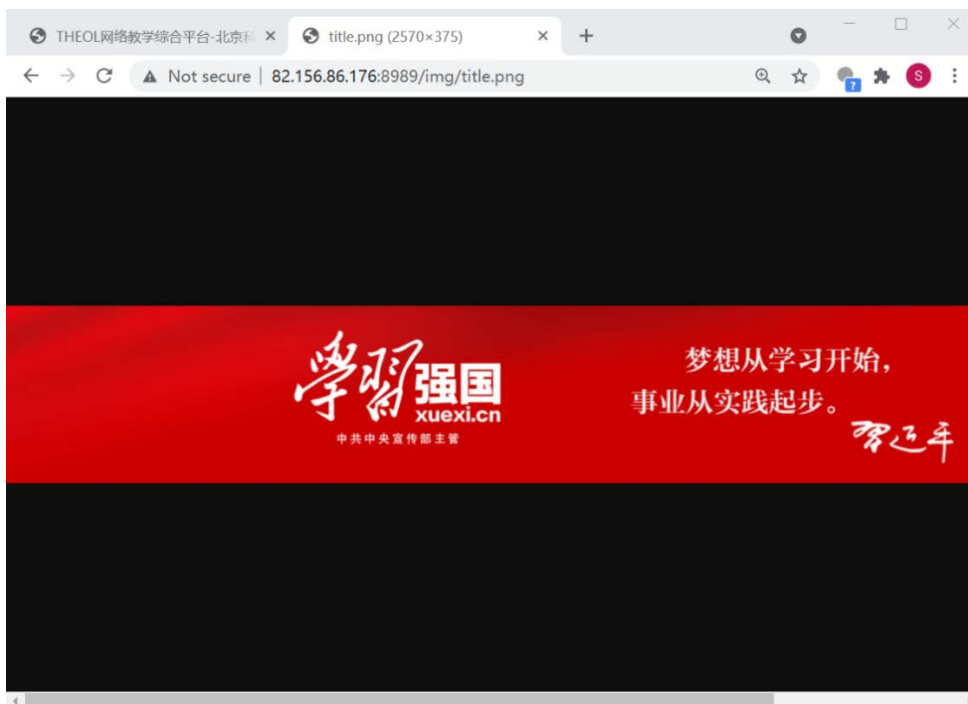 THEOL网络教学综合平台-北京科
title.png (2570×375)
Not secure | 82.156.86.176:8989/img/title.png
S
?
學習强国
xuexi.cn
中共中央宣传部主管
梦想从学习开始，
事业从实践起步。
习近平